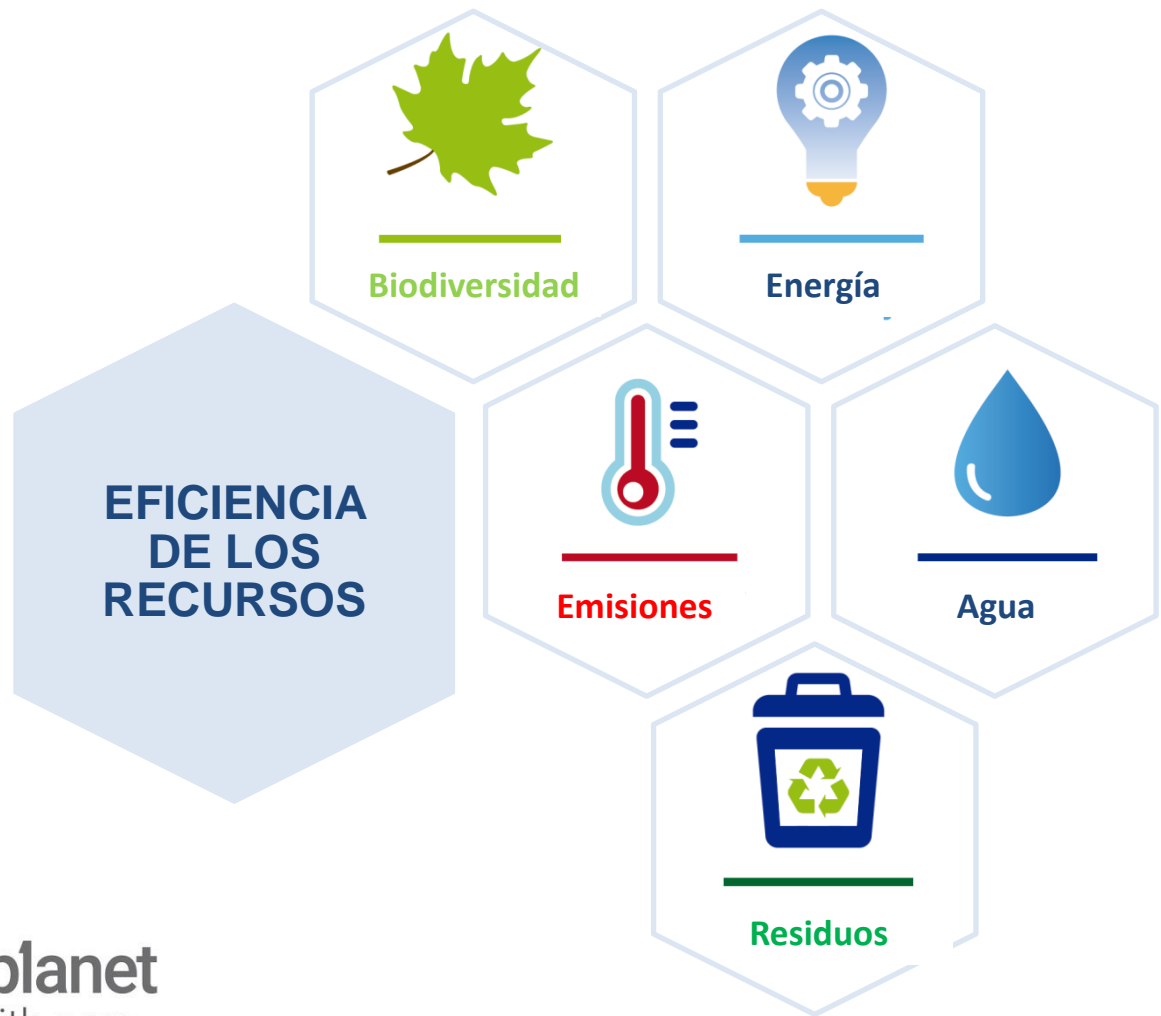 Biodiversidad
Energía
EFICIENCIA
DE LOS
RECURSOS
Emisiones
Agua
Residuos
planet